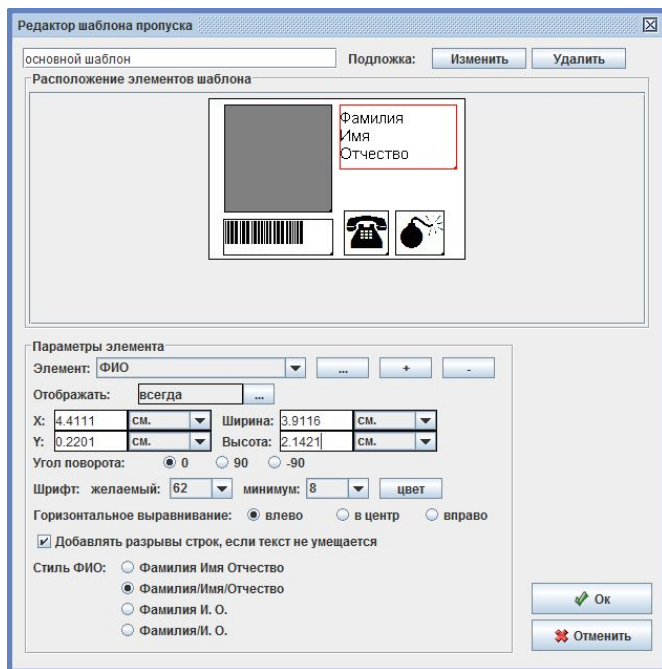 Редактор шаблона пропуска
основной шаблон Подложка: Изменить Удалить
Расположение элементов шаблона
Фамилия
Имя
Отчество
Параметры элемента
Элемент: ФИО ... + -
Отображать: всегда ...
X: 4.4111 см. Ширина: 3.9116 см.
Y: 0.2201 см. Высота: 2.1421 см.
Угол поворота: 0 90 -90
Шрифт: желаемый: 62 минимум: 8 цвет
Горизонтальное выравнивание: влево в центр вправо
Добавлять разрывы строк, если текст не умещается
Стиль ФИО: Фамилия Имя Отчество
Фамилия/Имя/Отчество
Фамилия И. О.
Фамилия/И. О.
Ок
Отменить